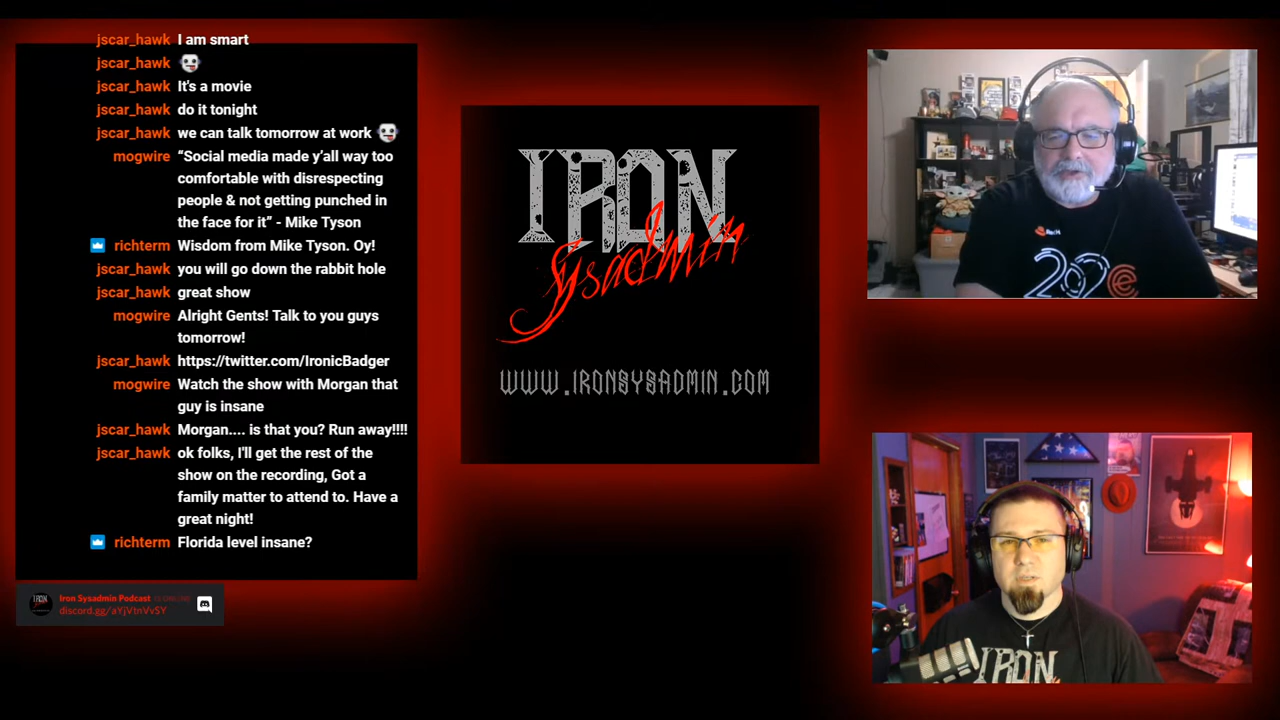 jscar_hawk I am smart
jscar_hawk
jscar_hawk It's a movie
jscar_hawk do it tonight
jscar_hawk we can talk tomorrow at work
mogwire “Social media made y’all way too
comfortable with disrespecting
people & not getting punched in
the face for it” - Mike Tyson
richterm Wisdom from Mike Tyson. Oy!
jscar_hawk you will go down the rabbit hole
jscar_hawk great show
mogwire Alright Gents! Talk to you guys
tomorrow!
jscar_hawk https://twitter.com/IronicBadger
mogwire Watch the show with Morgan that
guy is insane
jscar_hawk Morgan.... is that you? Run away!!!!
jscar_hawk ok folks, I'll get the rest of the
show on the recording, Got a
family matter to attend to. Have a
great night!
richterm Florida level insane?
Iron Sysadmin Podcast
discord.gg/aYjVtnVvSY
IRON
Sysadmin
WWW.IRONSYSADMIN.COM
202e
IRON